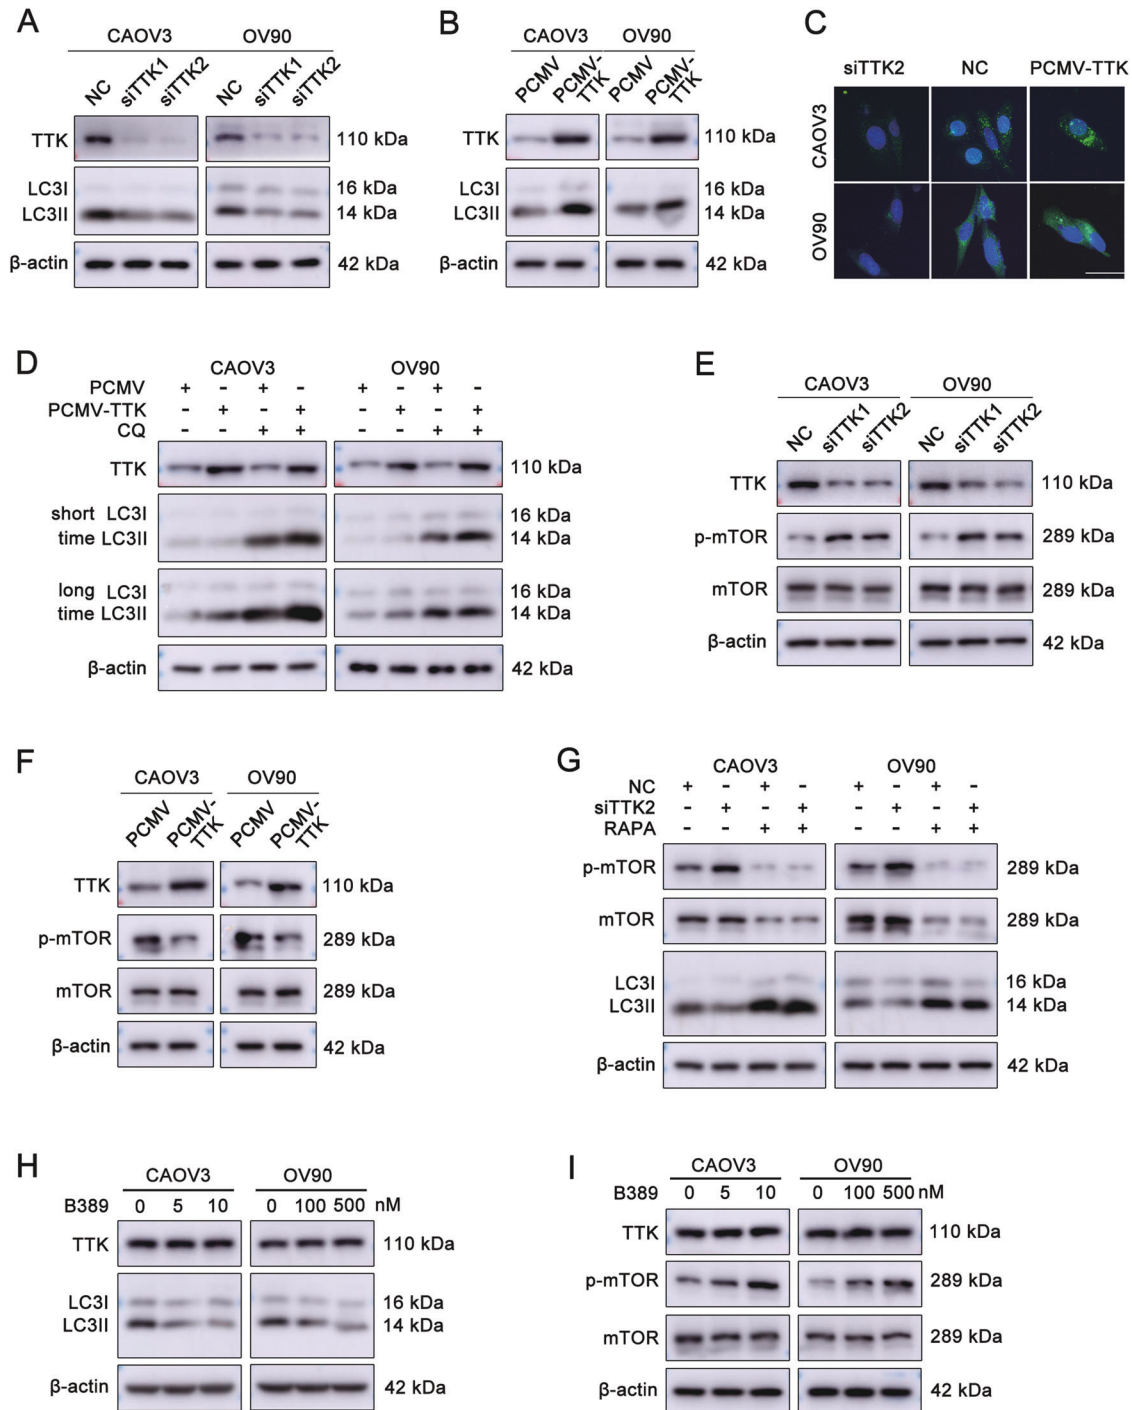 A
CAOV3 OV90
NC siTTK1 siTTK2 NC siTTK1 siTTK2
TTK 110 kDa
LC3I 16 kDa
LC3II 14 kDa
β-actin 42 kDa
B
CAOV3 OV90
PCMV PCMV-TTK PCMV PCMV-TTK
TTK 110 kDa
LC3I 16 kDa
LC3II 14 kDa
β-actin 42 kDa
C
siTTK2 NC PCMV-TTK
CAOV3
OV90
D
CAOV3 OV90
PCMV + - + - + - + -
PCMV-TTK - + - + - + - +
CQ - - + + - - + +
TTK 110 kDa
short LC3I 16 kDa
time LC3II 14 kDa
long LC3I 16 kDa
time LC3II 14 kDa
β-actin 42 kDa
E
CAOV3 OV90
NC siTTK1 siTTK2 NC siTTK1 siTTK2
TTK 110 kDa
p-mTOR 289 kDa
mTOR 289 kDa
β-actin 42 kDa
F
CAOV3 OV90
PCMV PCMV-TTK PCMV PCMV-TTK
TTK 110 kDa
p-mTOR 289 kDa
mTOR 289 kDa
β-actin 42 kDa
G
CAOV3 OV90
NC + - + - + - + -
siTTK2 - + - + - + - +
RAPA - - + + - - + +
p-mTOR 289 kDa
mTOR 289 kDa
LC3I 16 kDa
LC3II 14 kDa
β-actin 42 kDa
H
CAOV3 OV90
B389 0 5 10 0 100 500 nM
TTK 110 kDa
LC3I 16 kDa
LC3II 14 kDa
β-actin 42 kDa
I
CAOV3 OV90
B389 0 5 10 0 100 500 nM
TTK 110 kDa
p-mTOR 289 kDa
mTOR 289 kDa
β-actin 42 kDa